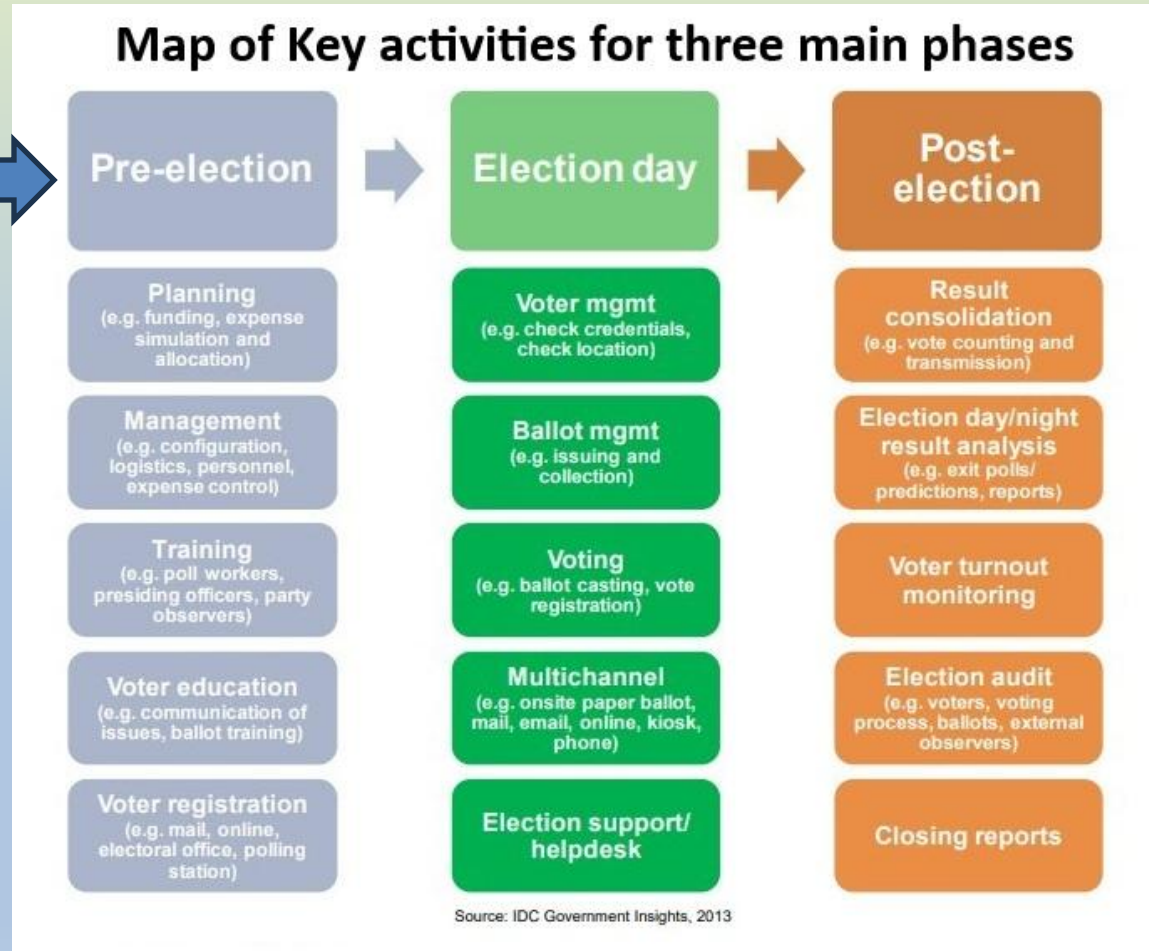 Map of Key activities for three main phases
Pre-election
Planning
(e.g. funding, expense
simulation and
allocation)
Management
(e.g. configuration,
logistics, personnel,
expense control)
Training
(e.g. poll workers,
presiding officers, party
observers)
Voter education
(e.g. communication of
issues, ballot training)
Voter registration
(e.g. mail, online,
electoral office, polling
station)
Election day
Voter mgmt
(e.g. check credentials,
check location)
Ballot mgmt
(e.g. issuing and
collection)
Voting
(e.g. ballot casting, vote
registration)
Multichannel
(e.g. onsite paper ballot,
mail, email, online, kiosk,
phone)
Election support/
helpdesk
Post-
election
Result
consolidation
(e.g. vote counting and
transmission)
Election day/night
result analysis
(e.g. exit polls/
predictions, reports)
Voter turnout
monitoring
Election audit
(e.g. voters, voting
process, ballots, external
observers)
Closing reports
Source: IDC Government Insights, 2013